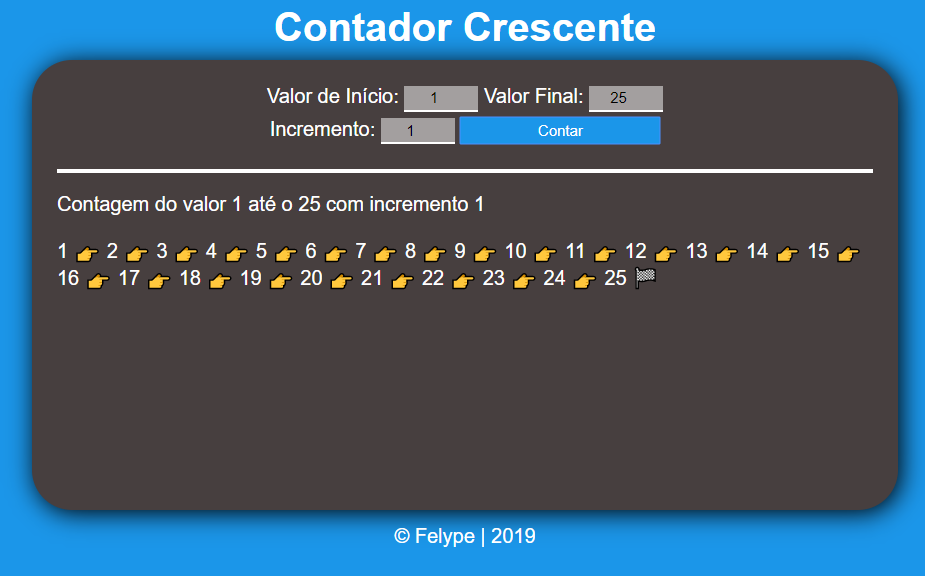 Contador Crescente
Valor de Início: 1 Valor Final: 25
Incremento: 1 Contar
Contagem do valor 1 até o 25 com incremento 1
1 👉 2 👉 3 👉 4 👉 5 👉 6 👉 7 👉 8 👉 9 👉 10 👉 11 👉 12 👉 13 👉 14 👉 15 👉
16 👉 17 👉 18 👉 19 👉 20 👉 21 👉 22 👉 23 👉 24 👉 25 🏁
© Felype | 2019